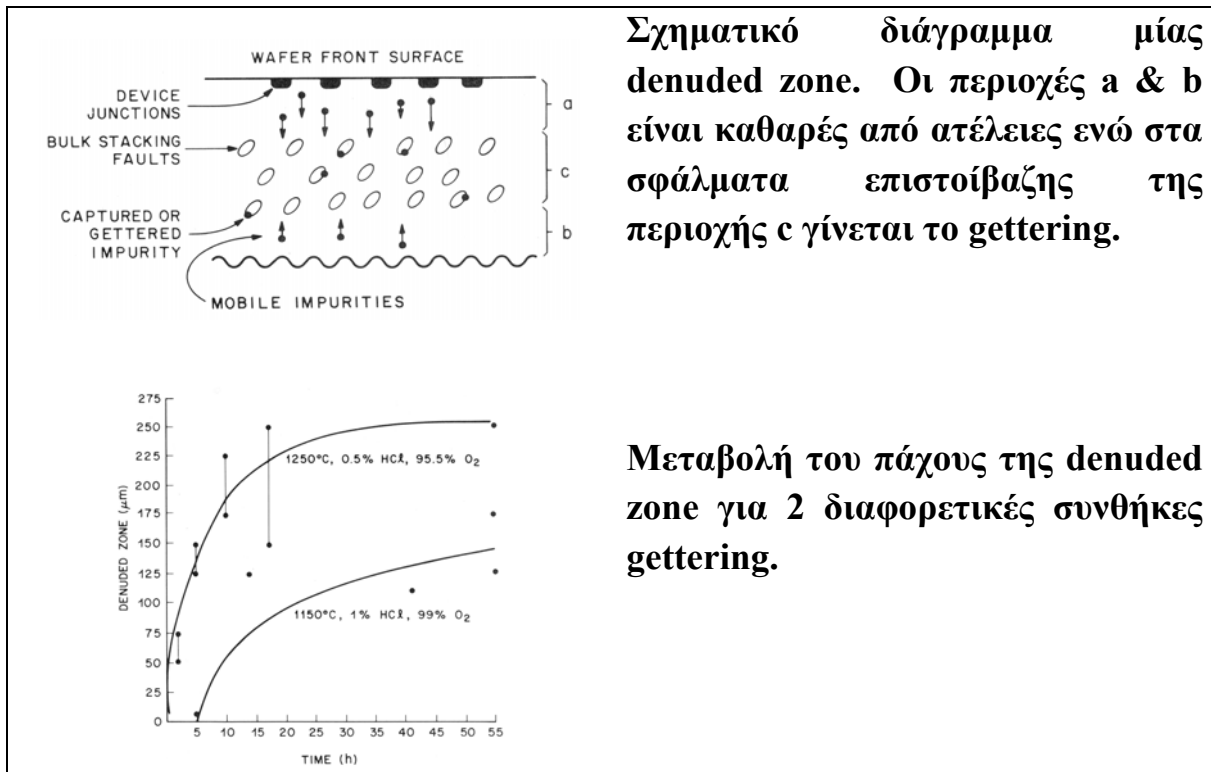 WAFER FRONT SURFACE
DEVICE
JUNCTIONS
a
BULK STACKING
FAULTS
c
CAPTURED OR
GETTERED
IMPURITY
b
MOBILE IMPURITIES
Σχηματικό διάγραμμα μίας
denuded zone. Οι περιοχές a & b
είναι καθαρές από ατέλειες ενώ στα
σφάλματα επιστοίβαζης της
περιοχής c γίνεται το gettering.
275
250
225
200
175
150
125
100
75
50
25
0
DENUDED ZONE (μm)
1250°C, 0.5% HCℓ, 95.5% O₂
1150°C, 1% HCℓ, 99% O₂
5 10 15 20 25 30 35 40 45 50 55
TIME (h)
Μεταβολή του πάχους της denuded
zone για 2 διαφορετικές συνθήκες
gettering.